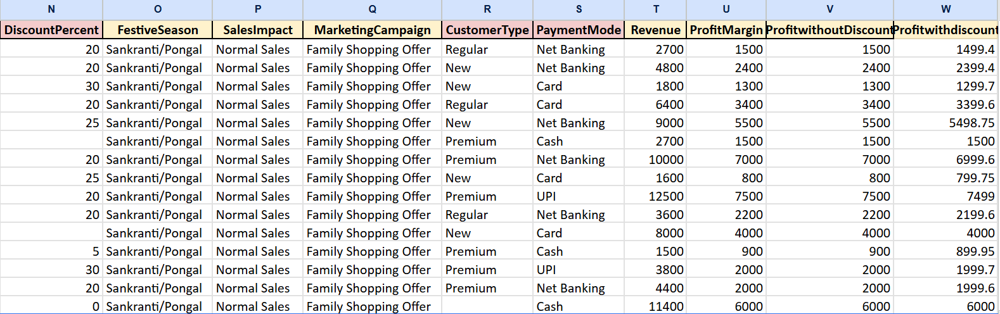 N O P Q R S T U V W
DiscountPercent FestiveSeason SalesImpact MarketingCampaign CustomerType PaymentMode Revenue ProfitMargin ProfitwithoutDiscount Profitwithdiscount
20 Sankranti/Pongal Normal Sales Family Shopping Offer Regular Net Banking 2700 1500 1500 1499.4
20 Sankranti/Pongal Normal Sales Family Shopping Offer New Net Banking 4800 2400 2400 2399.4
30 Sankranti/Pongal Normal Sales Family Shopping Offer New Card 1800 1300 1300 1299.7
20 Sankranti/Pongal Normal Sales Family Shopping Offer Regular Card 6400 3400 3400 3399.6
25 Sankranti/Pongal Normal Sales Family Shopping Offer New Net Banking 9000 5500 5500 5498.75
Sankranti/Pongal Normal Sales Family Shopping Offer Premium Cash 2700 1500 1500 1500
20 Sankranti/Pongal Normal Sales Family Shopping Offer Premium Net Banking 10000 7000 7000 6999.6
25 Sankranti/Pongal Normal Sales Family Shopping Offer New Card 1600 800 800 799.75
20 Sankranti/Pongal Normal Sales Family Shopping Offer Premium UPI 12500 7500 7500 7499
20 Sankranti/Pongal Normal Sales Family Shopping Offer Regular Net Banking 3600 2200 2200 2199.6
Sankranti/Pongal Normal Sales Family Shopping Offer New Card 8000 4000 4000 4000
5 Sankranti/Pongal Normal Sales Family Shopping Offer Premium Cash 1500 900 900 899.95
30 Sankranti/Pongal Normal Sales Family Shopping Offer Premium UPI 3800 2000 2000 1999.7
20 Sankranti/Pongal Normal Sales Family Shopping Offer Premium Net Banking 4400 2000 2000 1999.6
0 Sankranti/Pongal Normal Sales Family Shopping Offer Cash 11400 6000 6000 6000